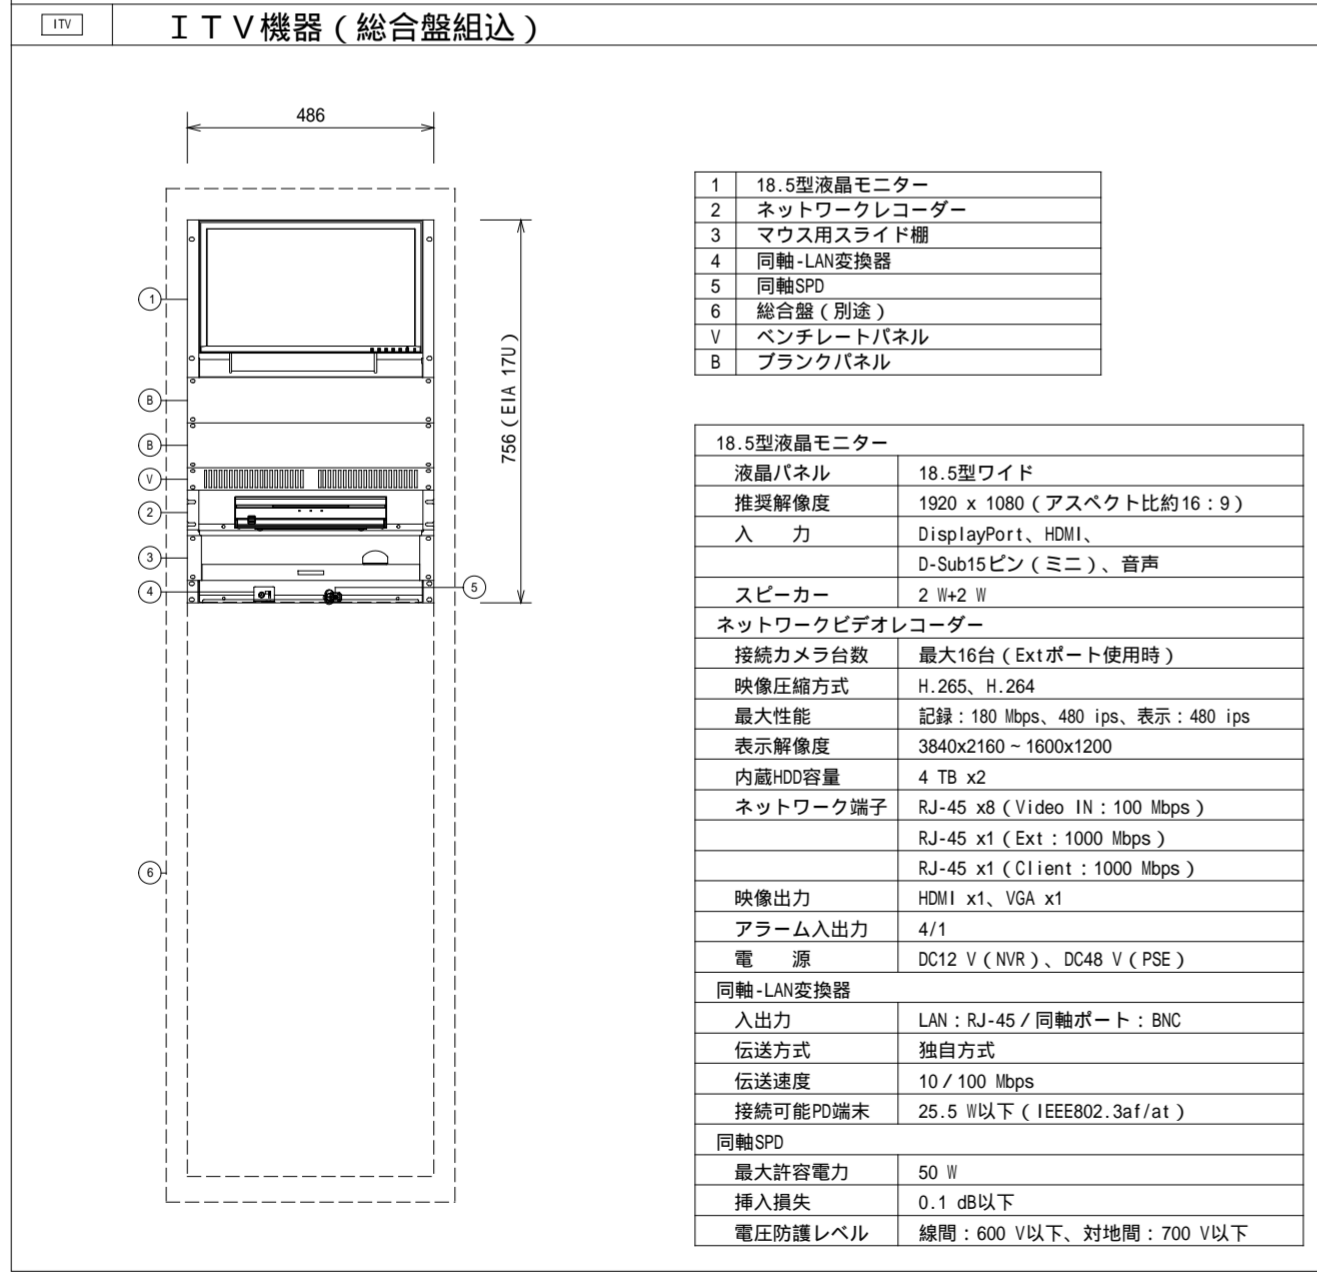 ITV
ＩＴＶ機器（総合盤組込）
486
756（EIA 17U）
1
B
B
V
2
3
4
5
6
1 18.5型液晶モニター
2 ネットワークレコーダー
3 マウス用スライド棚
4 同軸-LAN変換器
5 同軸SPD
6 総合盤（別途）
V ベンチレートパネル
B ブランクパネル
18.5型液晶モニター
液晶パネル 18.5型ワイド
推奨解像度 1920 x 1080（アスペクト比約16：9）
入　力 DisplayPort、HDMI、
D-Sub15ピン（ミニ）、音声
スピーカー 2 W+2 W
ネットワークビデオレコーダー
接続カメラ台数 最大16台（Extポート使用時）
映像圧縮方式 H.265、H.264
最大性能 記録：180 Mbps、480 ips、表示：480 ips
表示解像度 3840x2160～1600x1200
内蔵HDD容量 4 TB x2
ネットワーク端子 RJ-45 x8（Video IN：100 Mbps）
RJ-45 x1（Ext：1000 Mbps）
RJ-45 x1（Client：1000 Mbps）
映像出力 HDMI x1、VGA x1
アラーム入出力 4/1
電　源 DC12 V（NVR）、DC48 V（PSE）
同軸-LAN変換器
入出力 LAN：RJ-45／同軸ポート：BNC
伝送方式 独自方式
伝送速度 10／100 Mbps
接続可能PD端末 25.5 W以下（IEEE802.3af/at）
同軸SPD
最大許容電力 50 W
挿入損失 0.1 dB以下
電圧防護レベル 線間：600 V以下、対地間：700 V以下